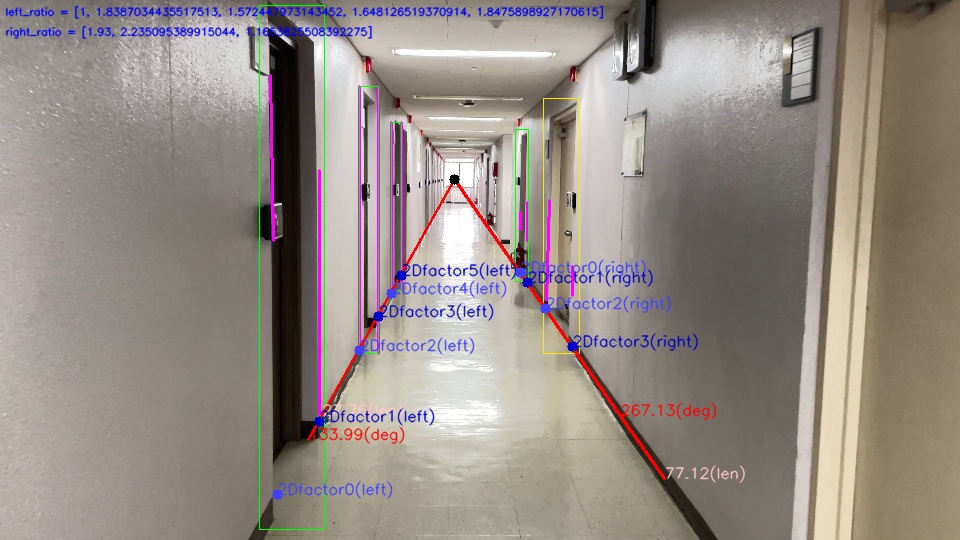 left_ratio = [1, 1.8387034435517513, 1.572447973143452, 1.648126519370914, 1.8475898927170615]
right_ratio = [1.93, 2.235095389915044, 1.1653825508392275]
2Dfactor0(right)
2Dfactor5(left)
2Dfactor1(right)
2Dfactor4(left)
2Dfactor2(right)
2Dfactor3(left)
2Dfactor3(right)
2Dfactor2(left)
267.13(deg)
2Dfactor1(left)
33.99(deg)
77.12(len)
2Dfactor0(left)